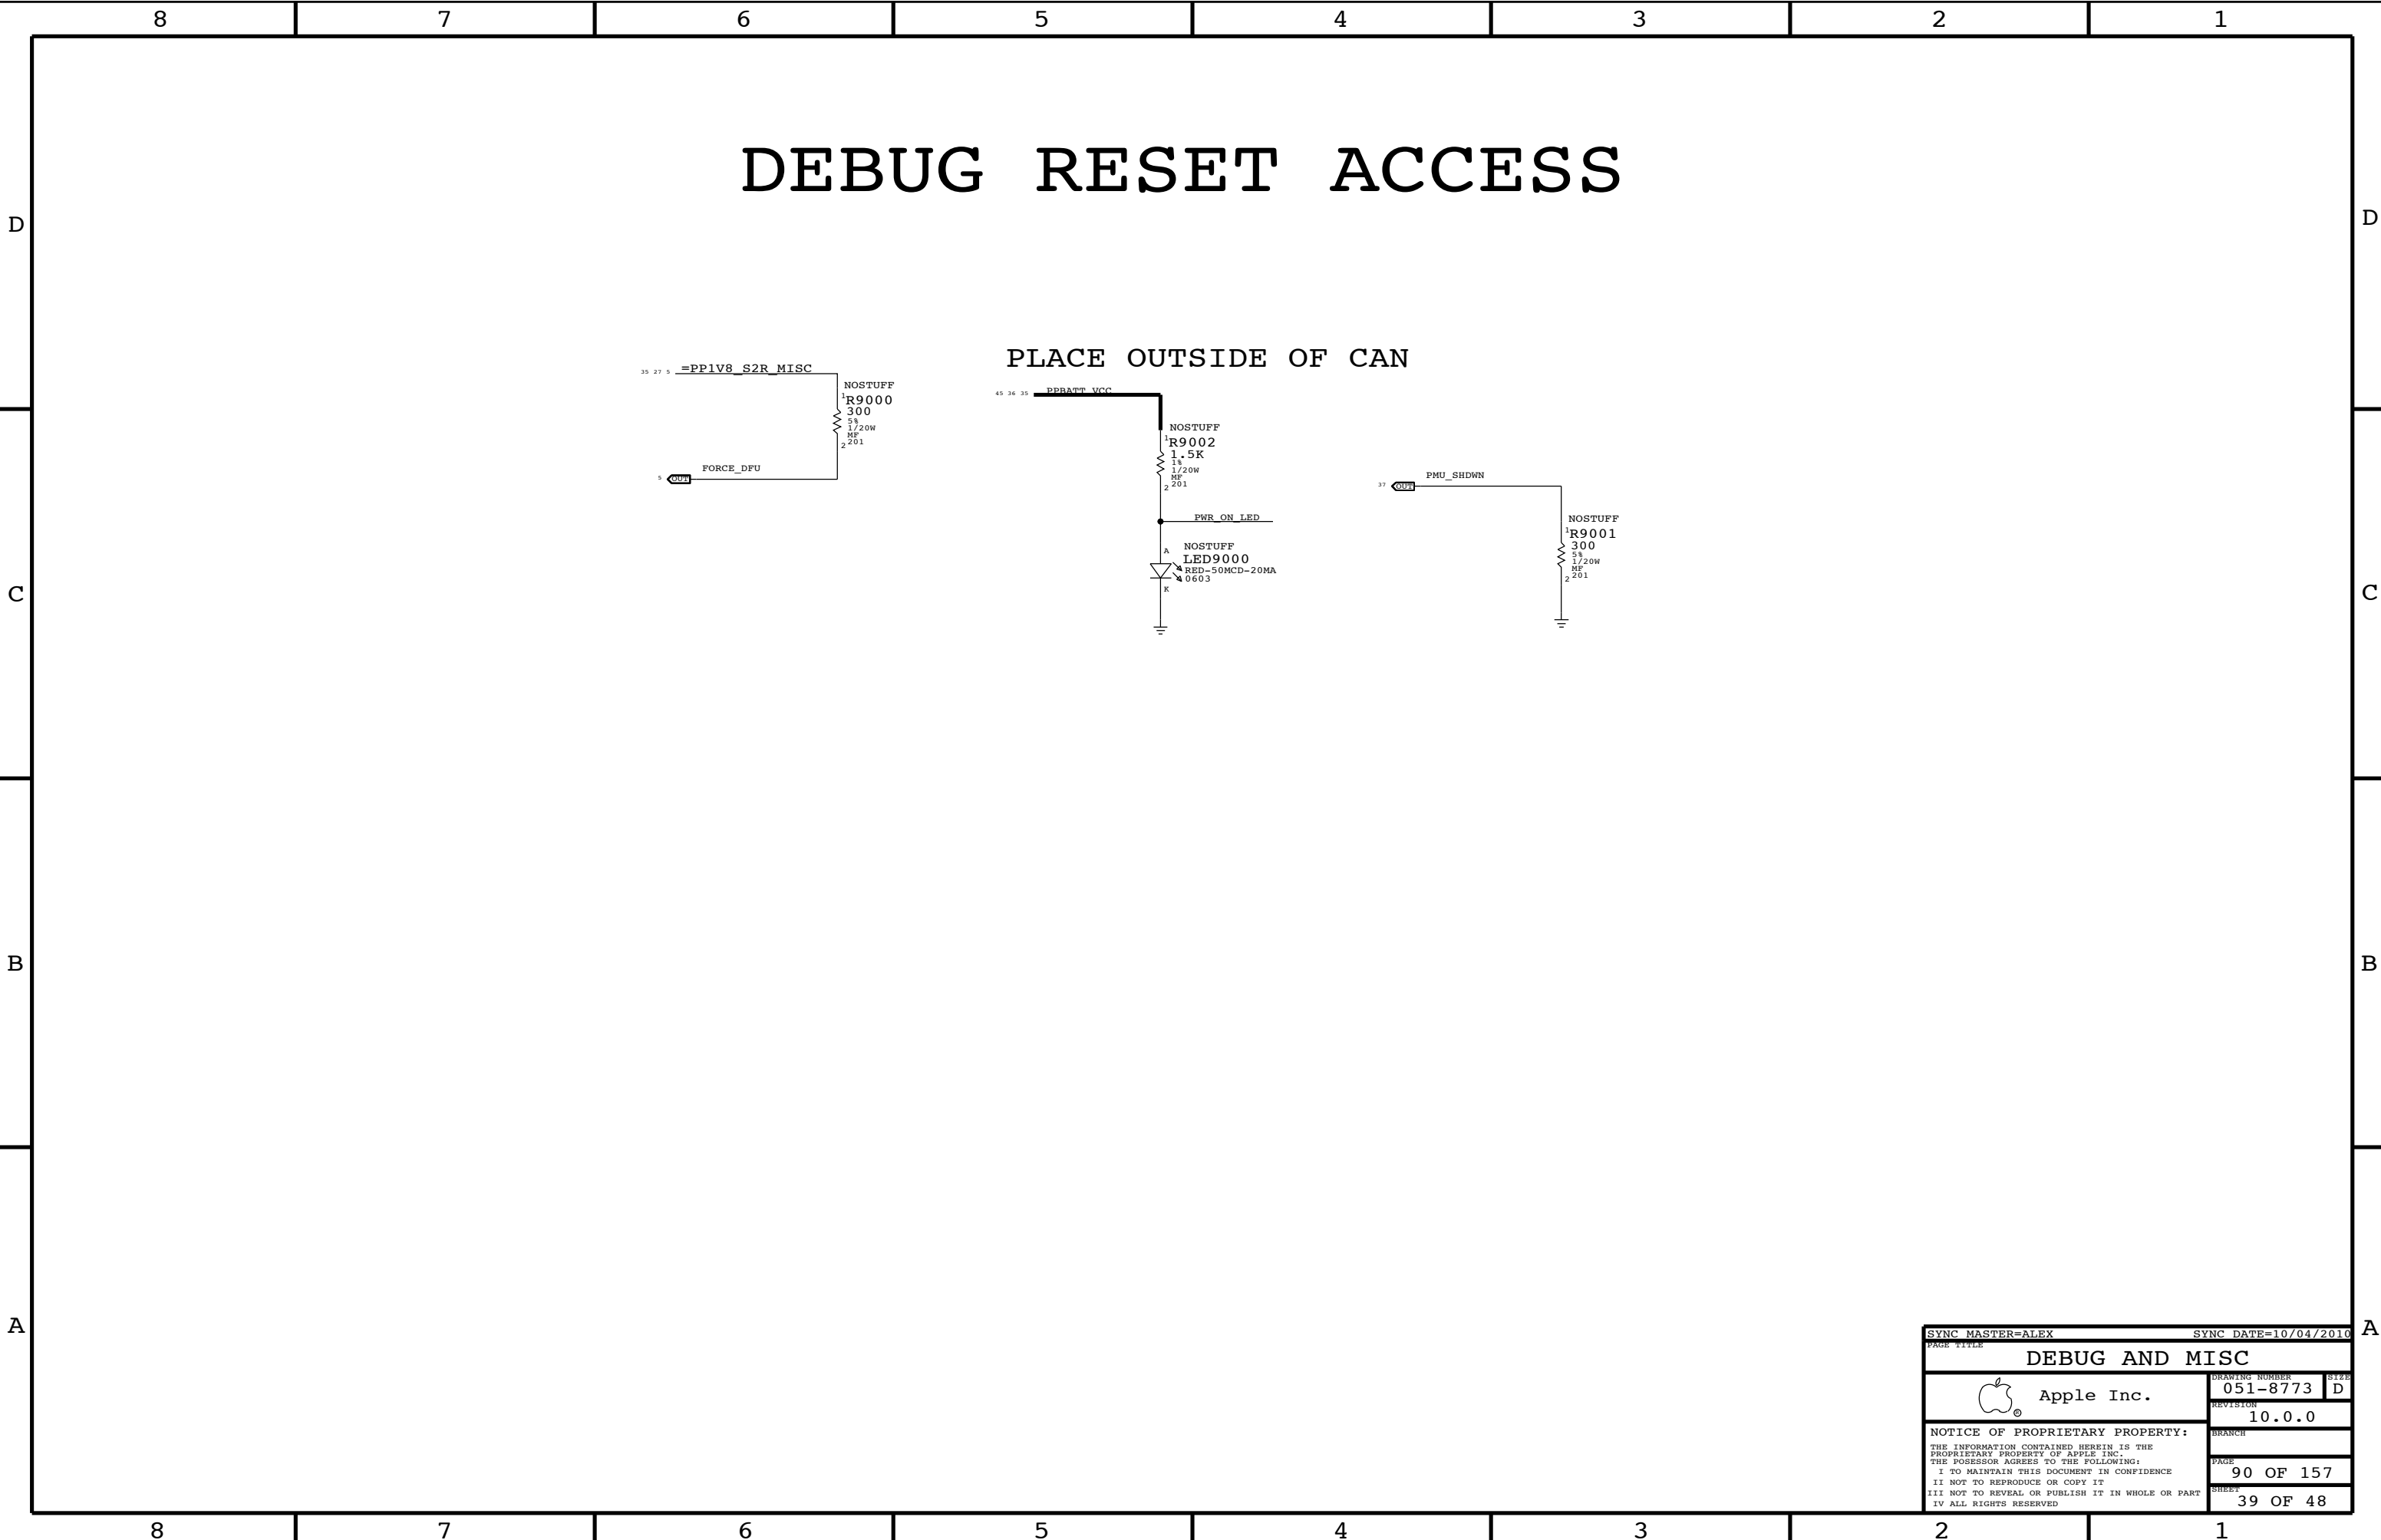 8 7 6 5 4 3 2 1
DEBUG RESET ACCESS
D D
PLACE OUTSIDE OF CAN
35 27 5 =PP1V8_S2R_MISC
NOSTUFF
1 R9000
300
5%
1/20W
MF
2 201
5 OUT FORCE_DFU
45 36 35 PPBATT_VCC
NOSTUFF
1 R9002
1.5K
1%
1/20W
MF
2 201
PWR_ON_LED
A NOSTUFF
LED9000
RED-50MCD-20MA
0603
K
37 OUT PMU_SHDWN
NOSTUFF
1 R9001
300
5%
1/20W
MF
2 201
C C
B B
A A
SYNC_MASTER=ALEX SYNC_DATE=10/04/2010
PAGE TITLE
DEBUG AND MISC
Apple Inc.
®
DRAWING NUMBER SIZE
051-8773 D
REVISION
10.0.0
BRANCH
NOTICE OF PROPRIETARY PROPERTY:
THE INFORMATION CONTAINED HEREIN IS THE
PROPRIETARY PROPERTY OF APPLE INC.
THE POSESSOR AGREES TO THE FOLLOWING:
I TO MAINTAIN THIS DOCUMENT IN CONFIDENCE
II NOT TO REPRODUCE OR COPY IT
III NOT TO REVEAL OR PUBLISH IT IN WHOLE OR PART
IV ALL RIGHTS RESERVED
PAGE
90 OF 157
SHEET
39 OF 48
8 7 6 5 4 3 2 1